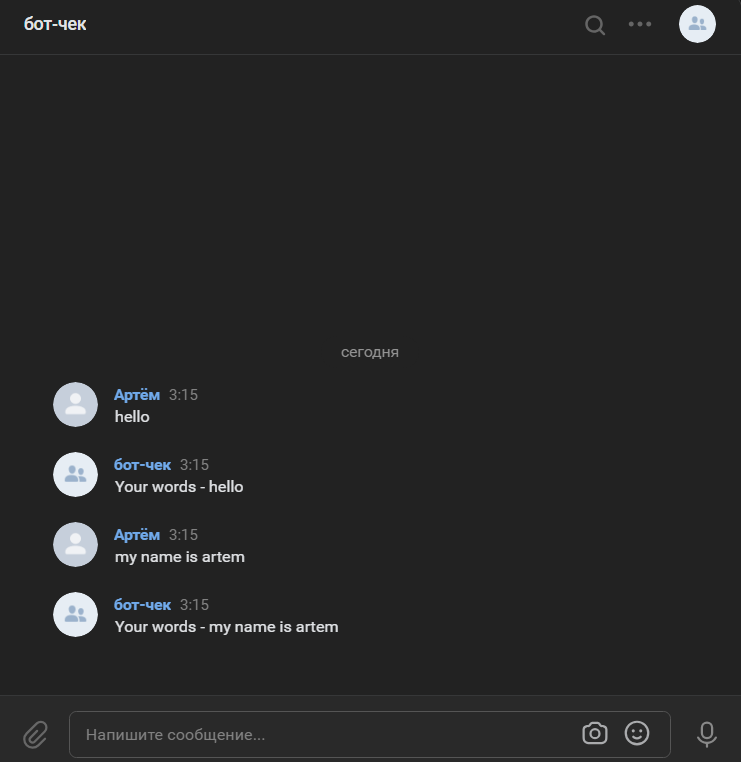 бот-чек
сегодня
Артём 3:15
hello
бот-чек 3:15
Your words - hello
Артём 3:15
my name is artem
бот-чек 3:15
Your words - my name is artem
Напишите сообщение...